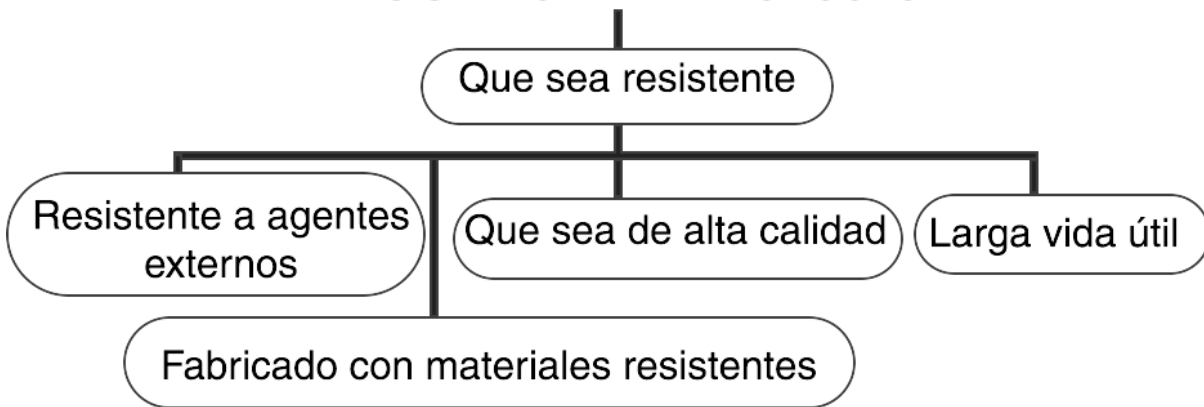 Que sea resistente
Resistente a agentes
externos
Que sea de alta calidad
Larga vida útil
Fabricado con materiales resistentes